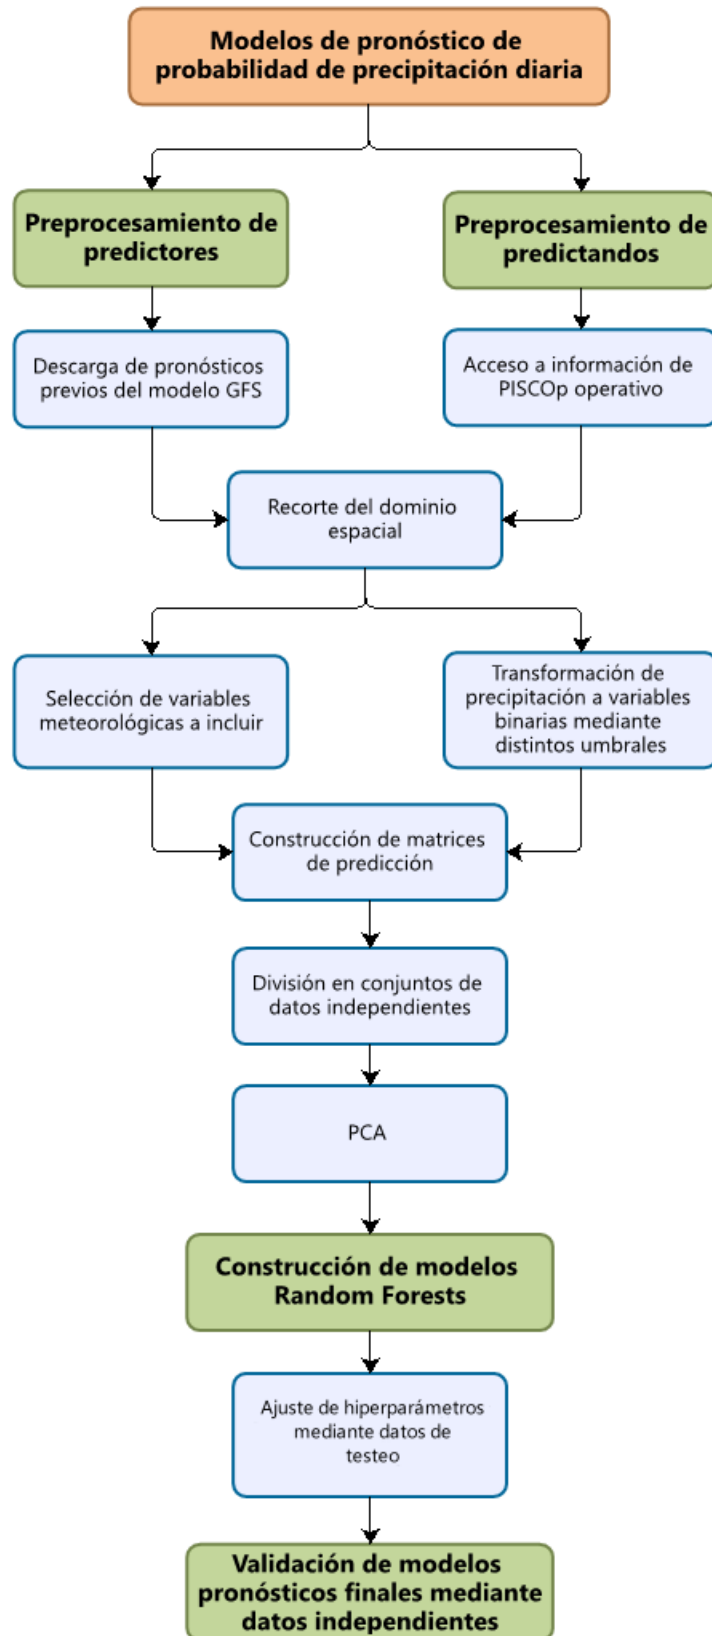 Modelos de pronóstico de
probabilidad de precipitación diaria
Preprocesamiento de
predictores
Preprocesamiento de
predictandos
Descarga de pronósticos
previos del modelo GFS
Acceso a información de
PISCOp operativo
Recorte del dominio
espacial
Selección de variables
meteorológicas a incluir
Transformación de
precipitación a variables
binarias mediante
distintos umbrales
Construcción de matrices
de predicción
División en conjuntos de
datos independientes
PCA
Construcción de modelos
Random Forests
Ajuste de hiperparámetros
mediante datos de
testeo
Validación de modelos
pronósticos finales mediante
datos independientes